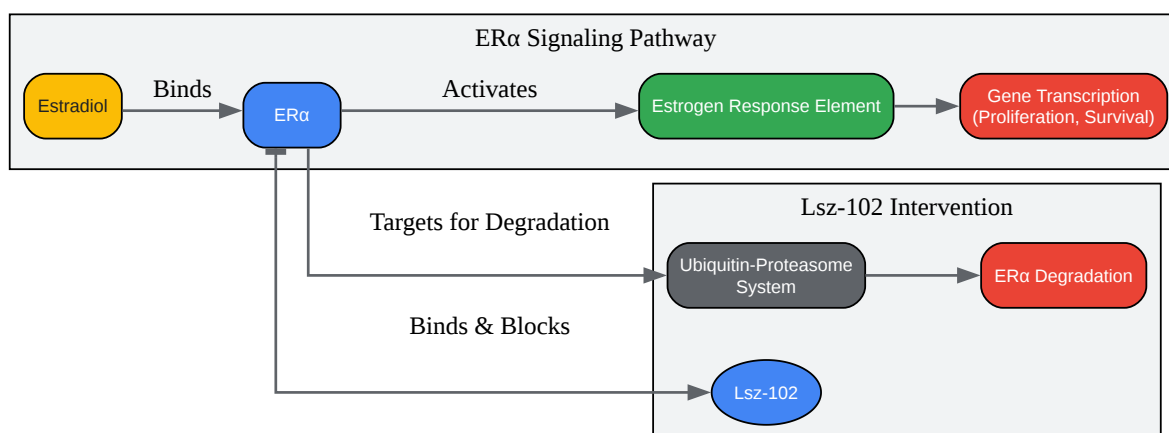 ERα Signaling Pathway
Estradiol
Binds
ERα
Activates
Estrogen Response Element
Gene Transcription
(Proliferation, Survival)
Targets for Degradation
Lsz-102 Intervention
Ubiquitin-Proteasome
System
ERα Degradation
Binds & Blocks
Lsz-102